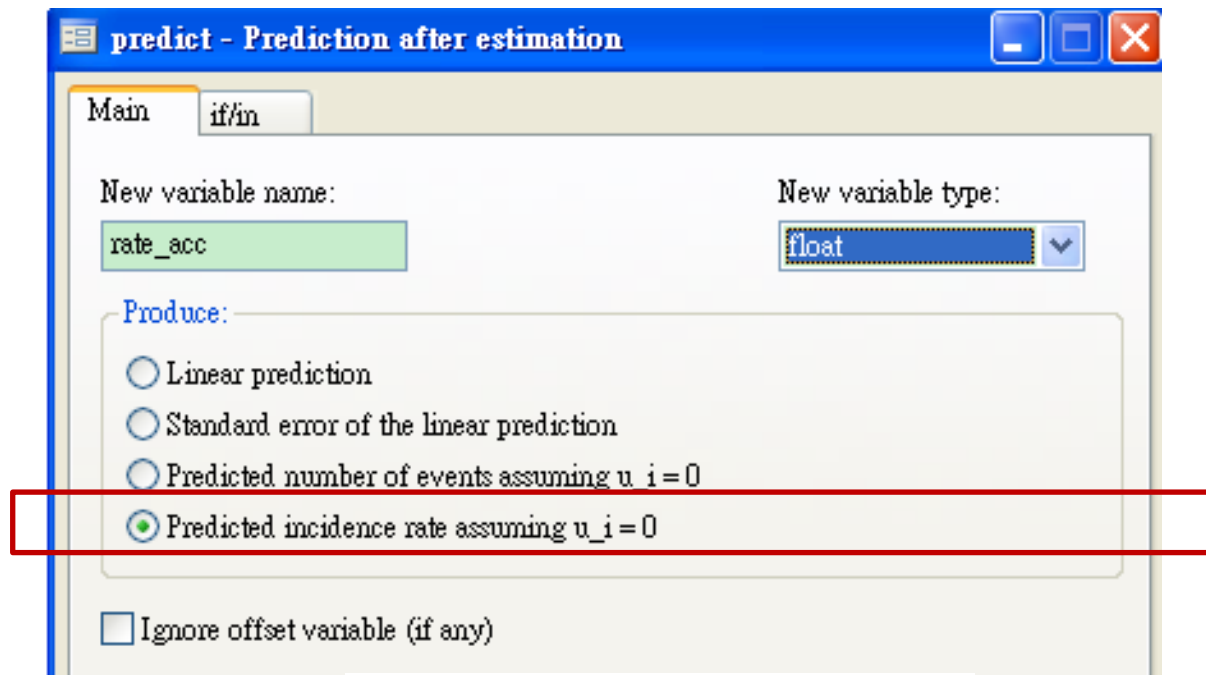 predict - Prediction after estimation
Main if/in
New variable name: New variable type:
rate_acc float
Produce:
Linear prediction
Standard error of the linear prediction
Predicted number of events assuming u_i = 0
Predicted incidence rate assuming u_i = 0
Ignore offset variable (if any)